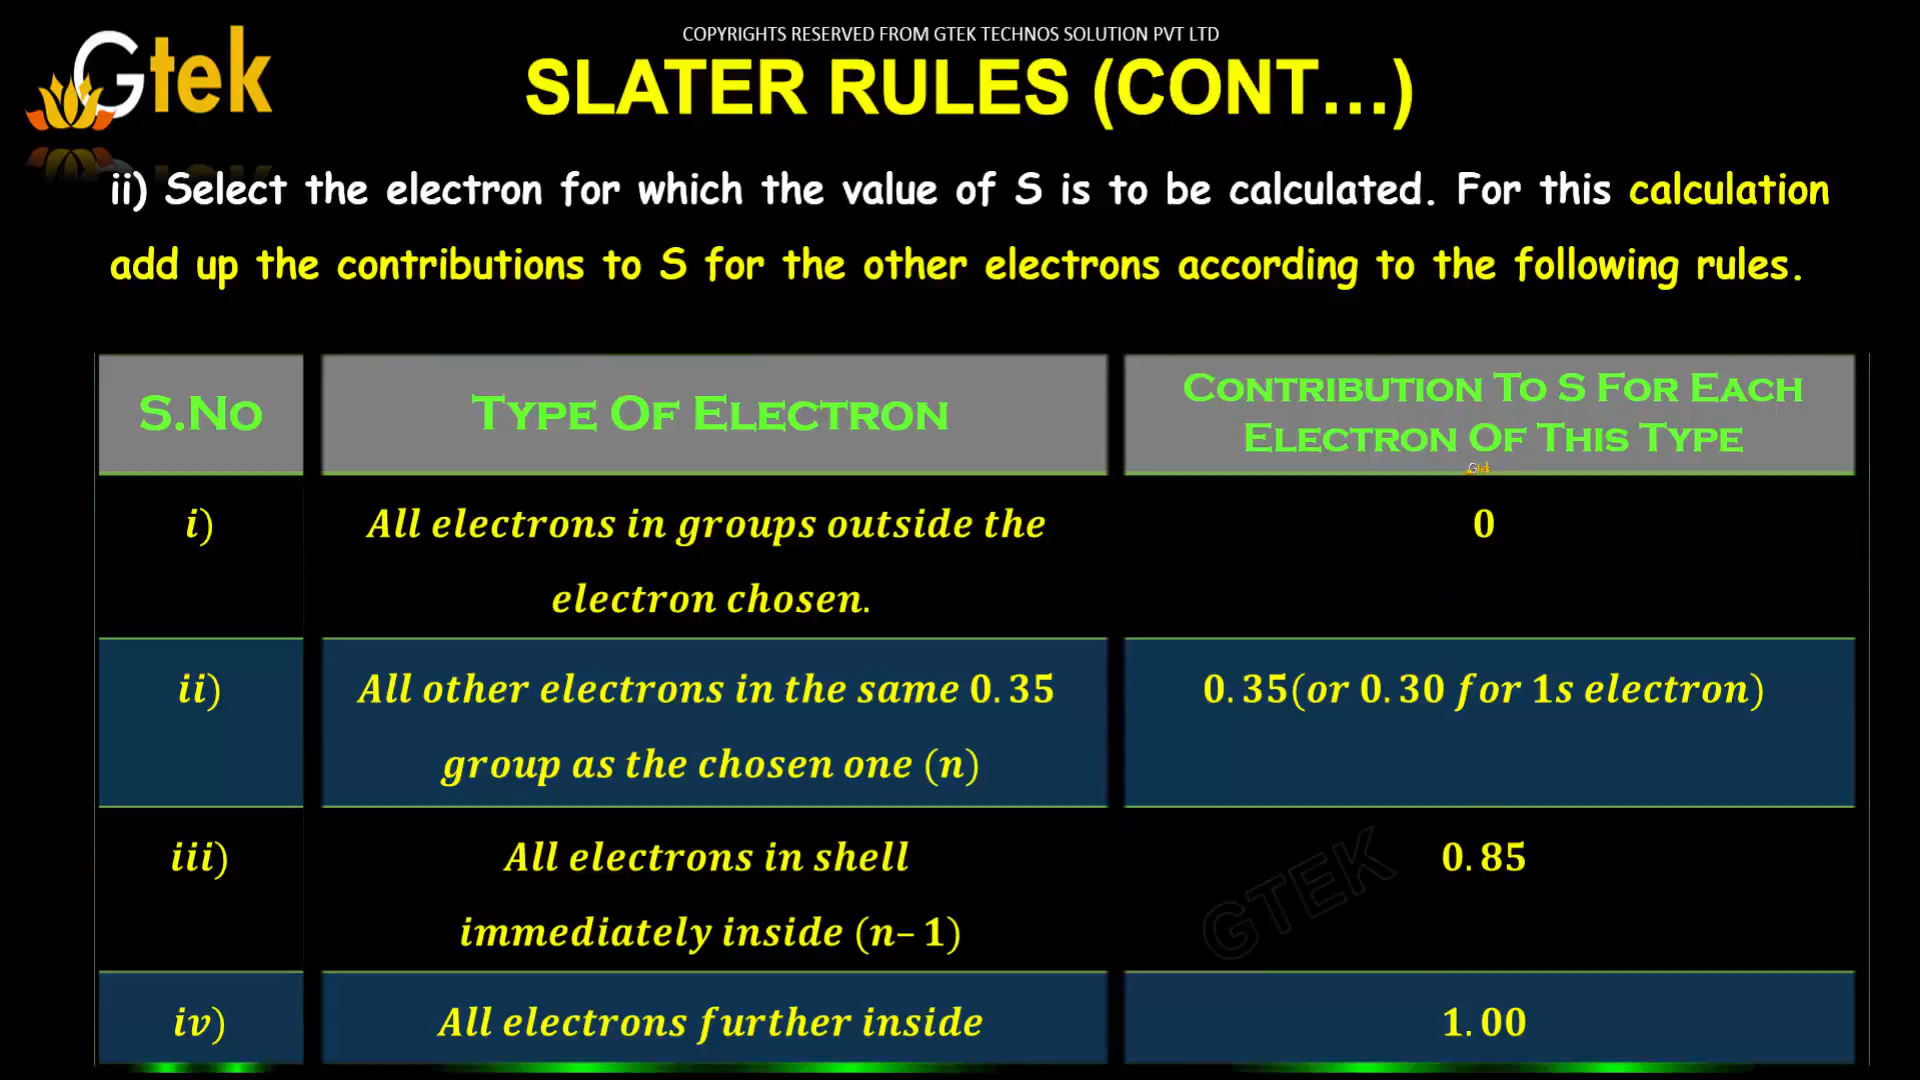 COPYRIGHTS RESERVED FROM GTEK TECHNOS SOLUTION PVT LTD
Gtek
SLATER RULES (CONT...)
ii) Select the electron for which the value of S is to be calculated. For this calculation
add up the contributions to S for the other electrons according to the following rules.
S.NO
TYPE OF ELECTRON
CONTRIBUTION TO S FOR EACH
ELECTRON OF THIS TYPE
Gtek
i)
All electrons in groups outside the
electron chosen.
0
ii)
All other electrons in the same 0.35
group as the chosen one (n)
0.35(or 0.30 for 1s electron)
iii)
All electrons in shell
immediately inside (n– 1)
0.85
GTEK
iv)
All electrons further inside
1.00